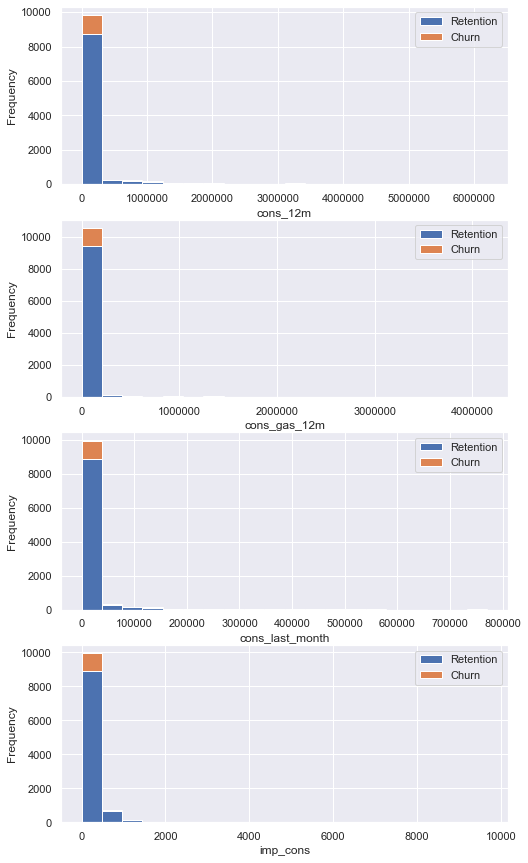 10000
8000
6000
4000
2000
0
Frequency
Retention
Churn
0 1000000 2000000 3000000 4000000 5000000 6000000
cons_12m
10000
8000
6000
4000
2000
0
Frequency
Retention
Churn
0 1000000 2000000 3000000 4000000
cons_gas_12m
10000
8000
6000
4000
2000
0
Frequency
Retention
Churn
0 100000 200000 300000 400000 500000 600000 700000 800000
cons_last_month
10000
8000
6000
4000
2000
0
Frequency
Retention
Churn
0 2000 4000 6000 8000 10000
imp_cons